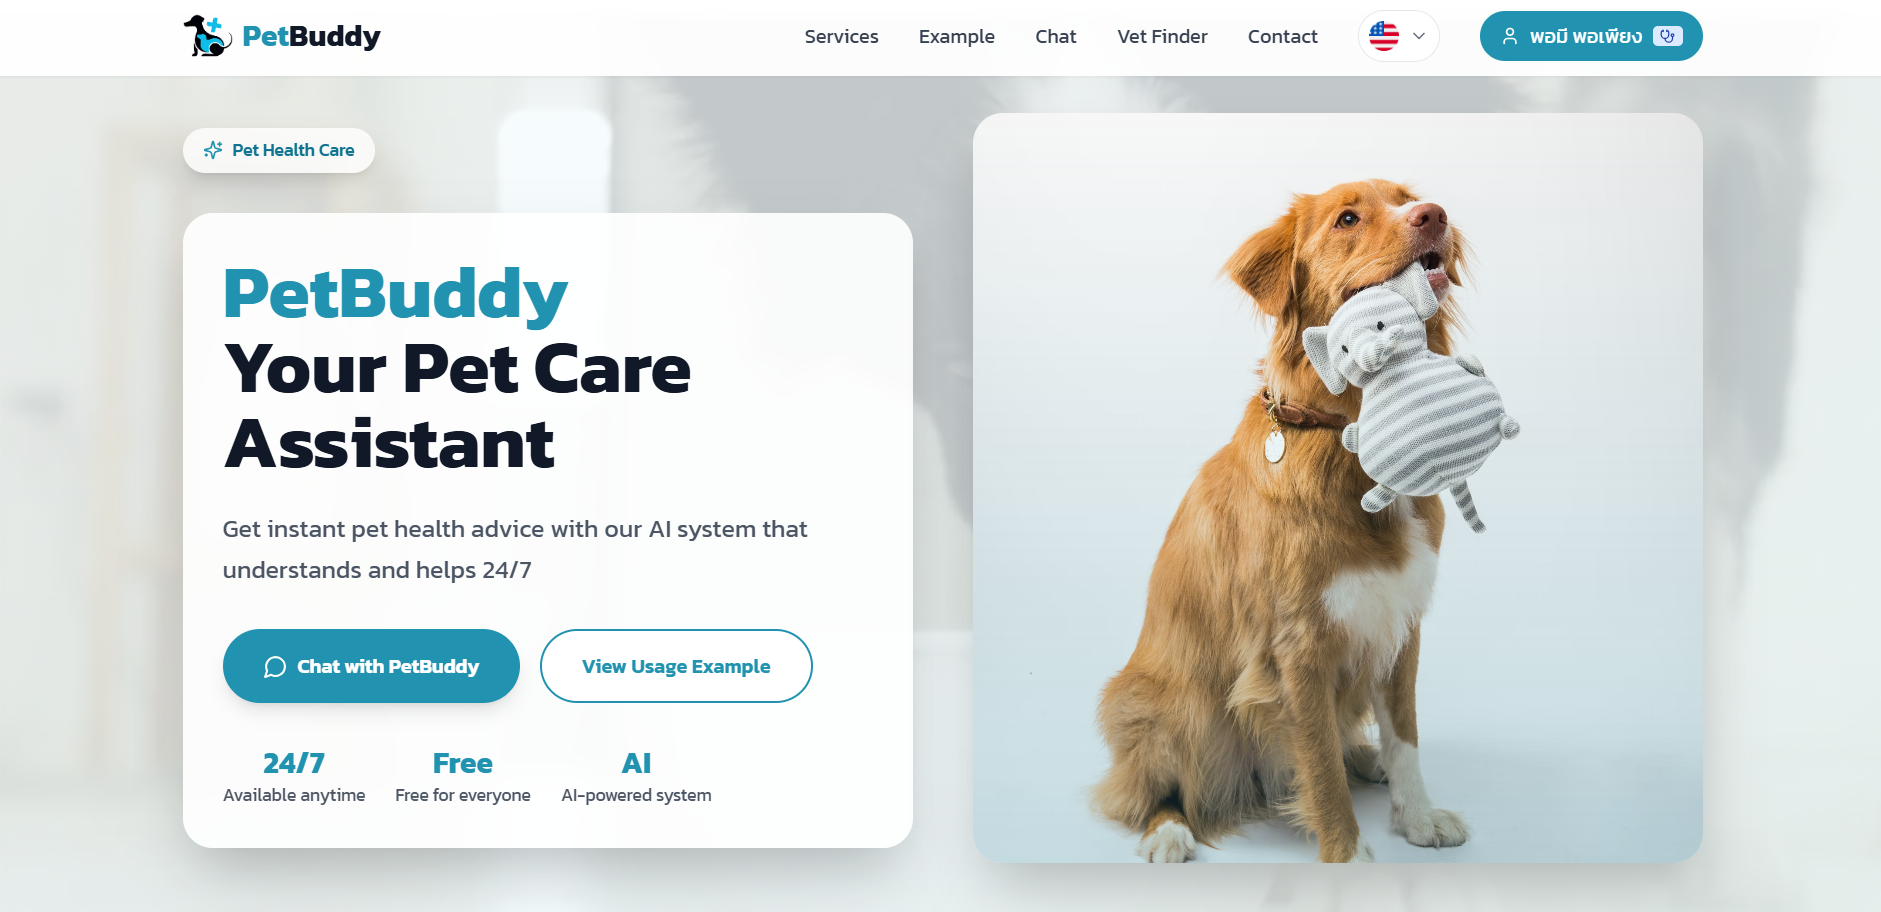 PetBuddy
Services
Example
Chat
Vet Finder
Contact
พอมี พอเพียง
Pet Health Care
PetBuddy
Your Pet Care
Assistant
Get instant pet health advice with our AI system that
understands and helps 24/7
Chat with PetBuddy
View Usage Example
24/7
Available anytime
Free
Free for everyone
AI
AI-powered system